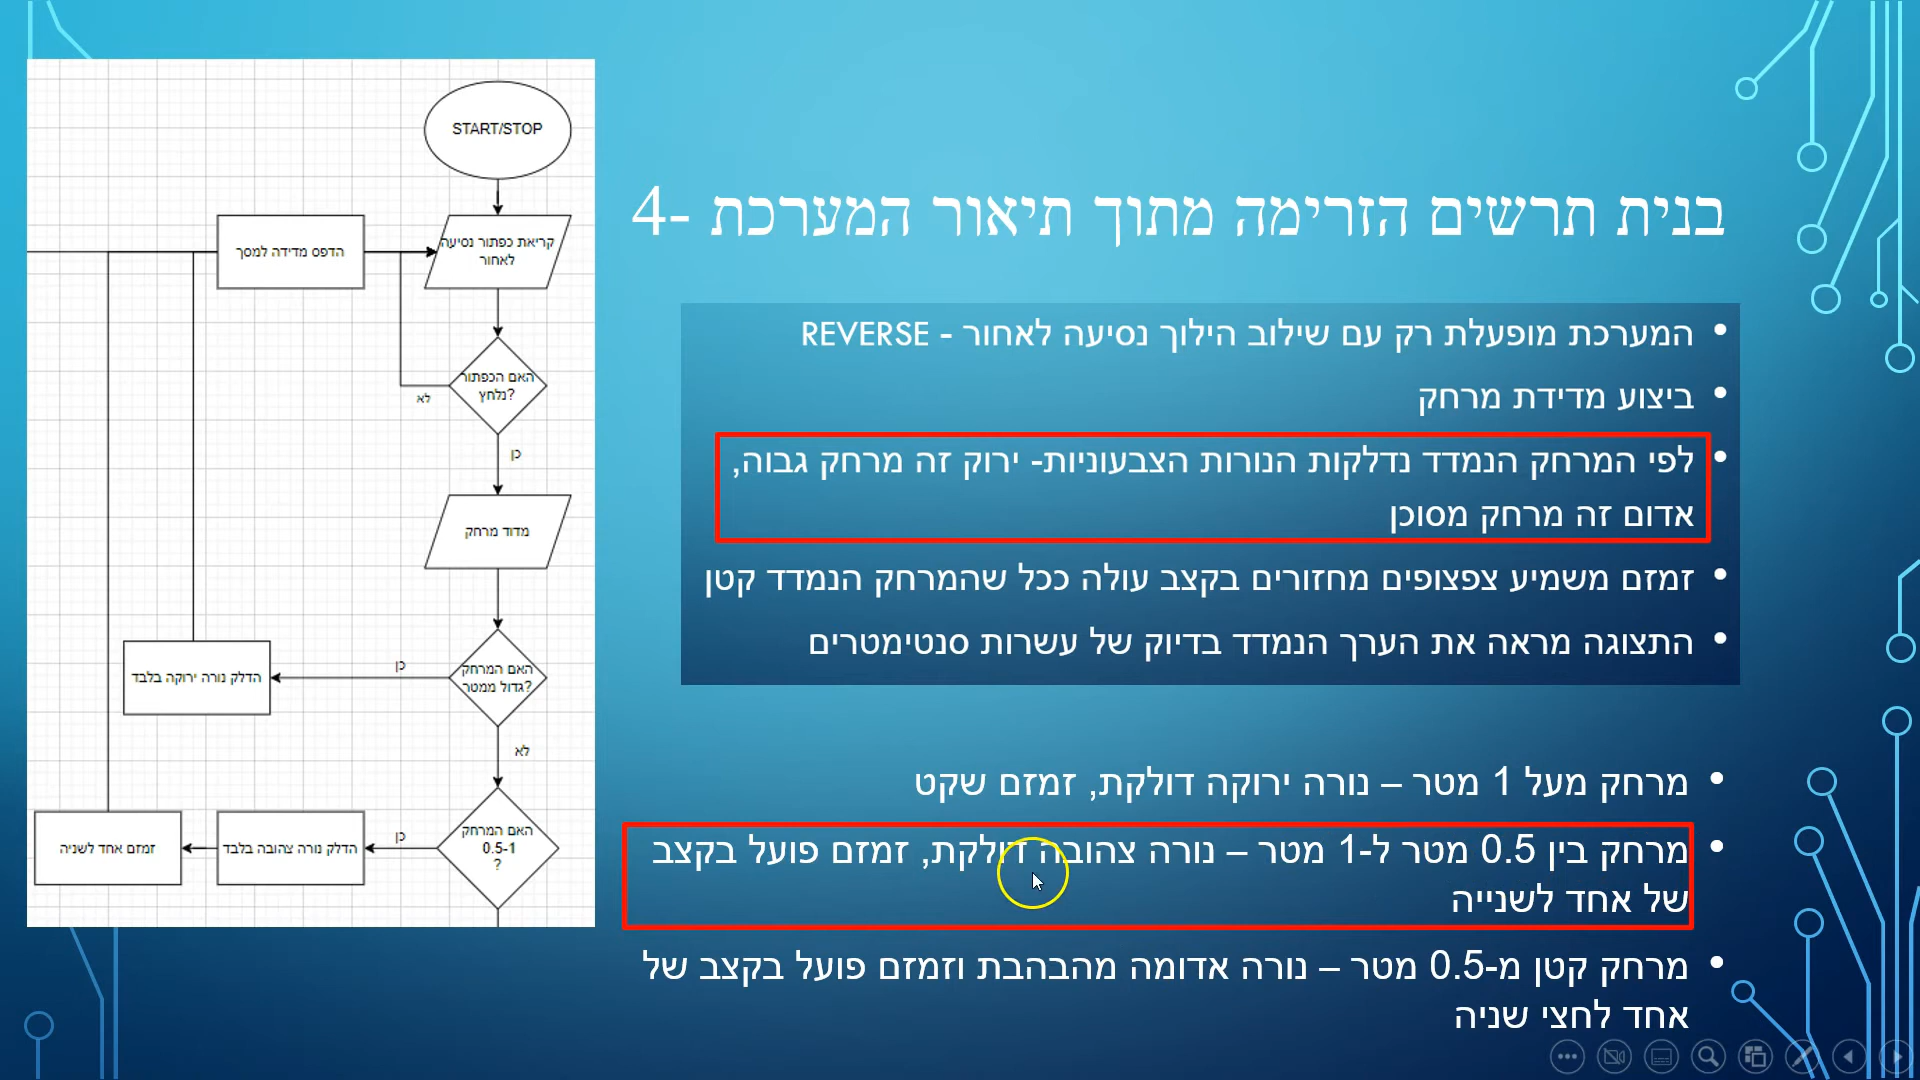 בנית תרשים הזרימה מתוך תיאור המערכת -4
• המערכת מופעלת רק עם שילוב הילוך נסיעה לאחור - REVERSE
• ביצוע מדידת מרחק
• לפי המרחק הנמדד נדלקות הנורות הצבעוניות- ירוק זה מרחק גבוה,
אדום זה מרחק מסוכן
• זמזם משמיע צפצופים מחזורים בקצב עולה ככל שהמרחק הנמדד קטן
• התצוגה מראה את הערך הנמדד בדיוק של עשרות סנטימטרים
• מרחק מעל 1 מטר – נורה ירוקה דולקת, זמזם שקט
• מרחק בין 0.5 מטר ל-1 מטר – נורה צהובה דולקת, זמזם פועל בקצב
של אחד לשנייה
• מרחק קטן מ-0.5 מטר – נורה אדומה מהבהבת וזמזם פועל בקצב של
אחד לחצי שניה
START/STOP
קריאת כפתור נסיעה
לאחור
הדפס מדידה למסך
האם הכפתור
נלחץ?
לא
כן
מדוד מרחק
האם המרחק
גדול ממטר?
כן
הדלק נורה ירוקה בלבד
לא
האם המרחק
0.5-1
?
כן
הדלק נורה צהובה בלבד
זמזם אחד לשניה